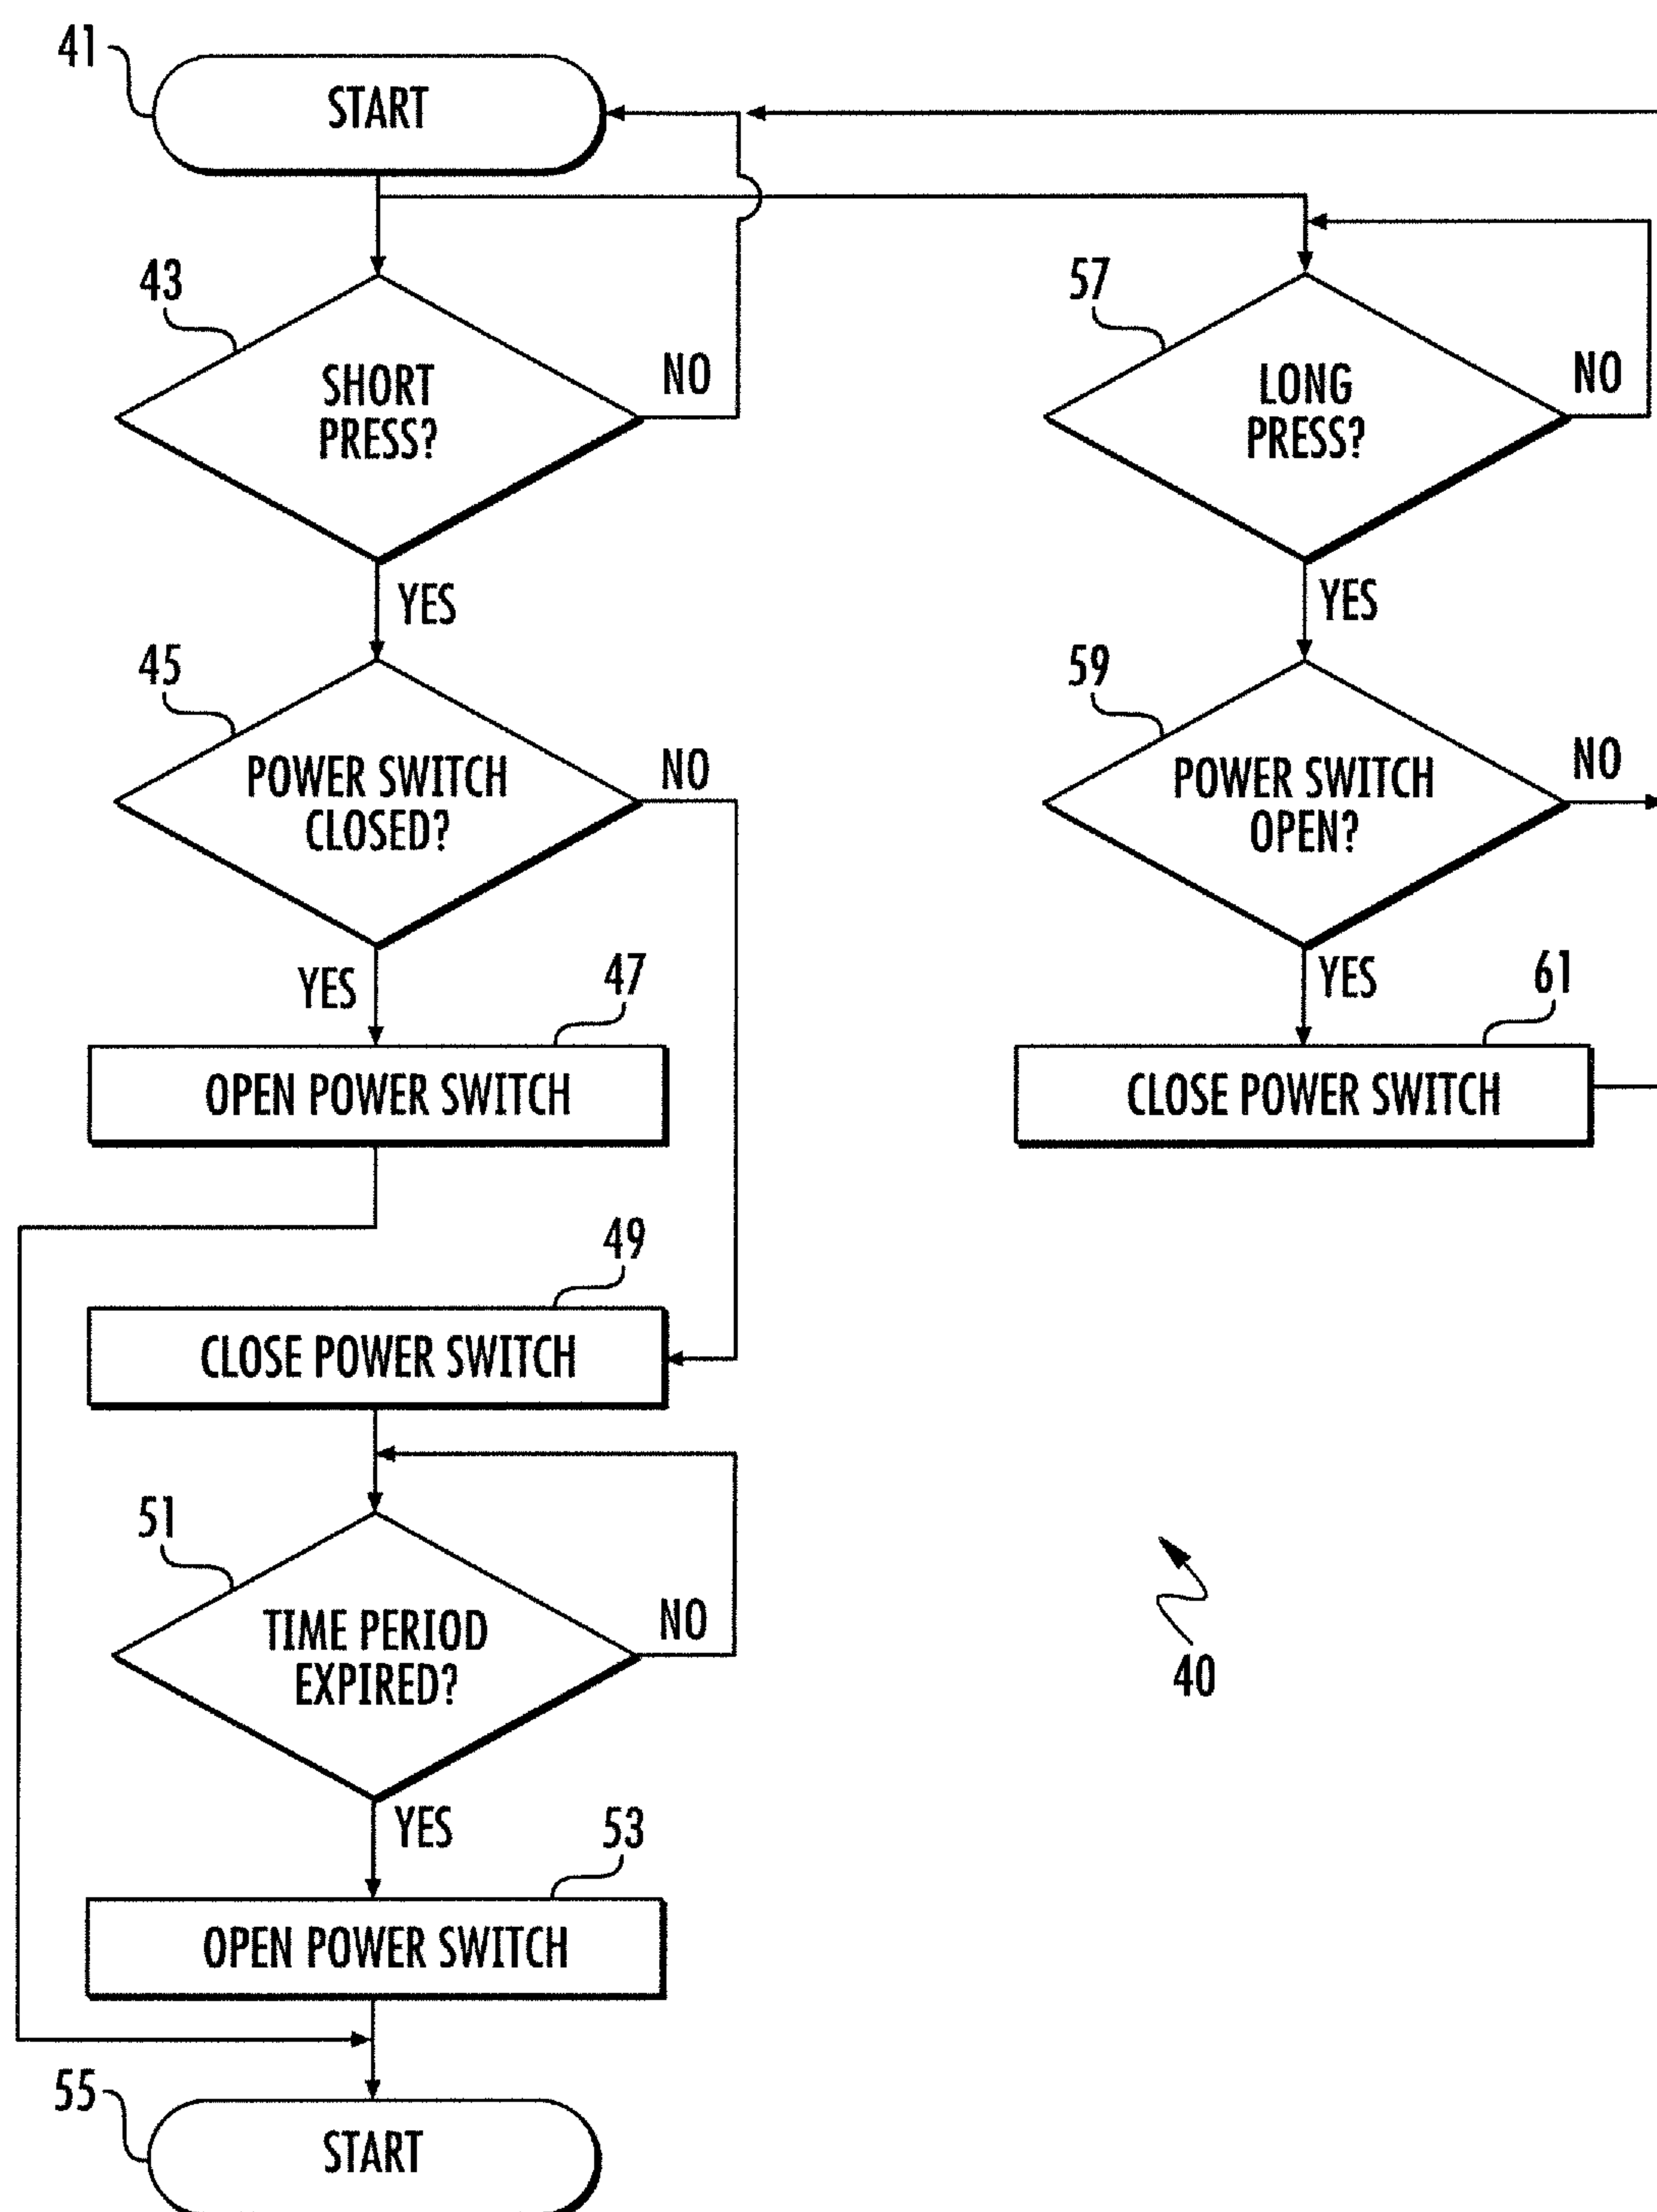 41
START
43
SHORT
PRESS?
NO
YES
45
POWER SWITCH
CLOSED?
NO
YES
47
OPEN POWER SWITCH
49
CLOSE POWER SWITCH
51
TIME PERIOD
EXPIRED?
NO
YES
53
OPEN POWER SWITCH
55
START
57
LONG
PRESS?
NO
YES
59
POWER SWITCH
OPEN?
NO
YES
61
CLOSE POWER SWITCH
40